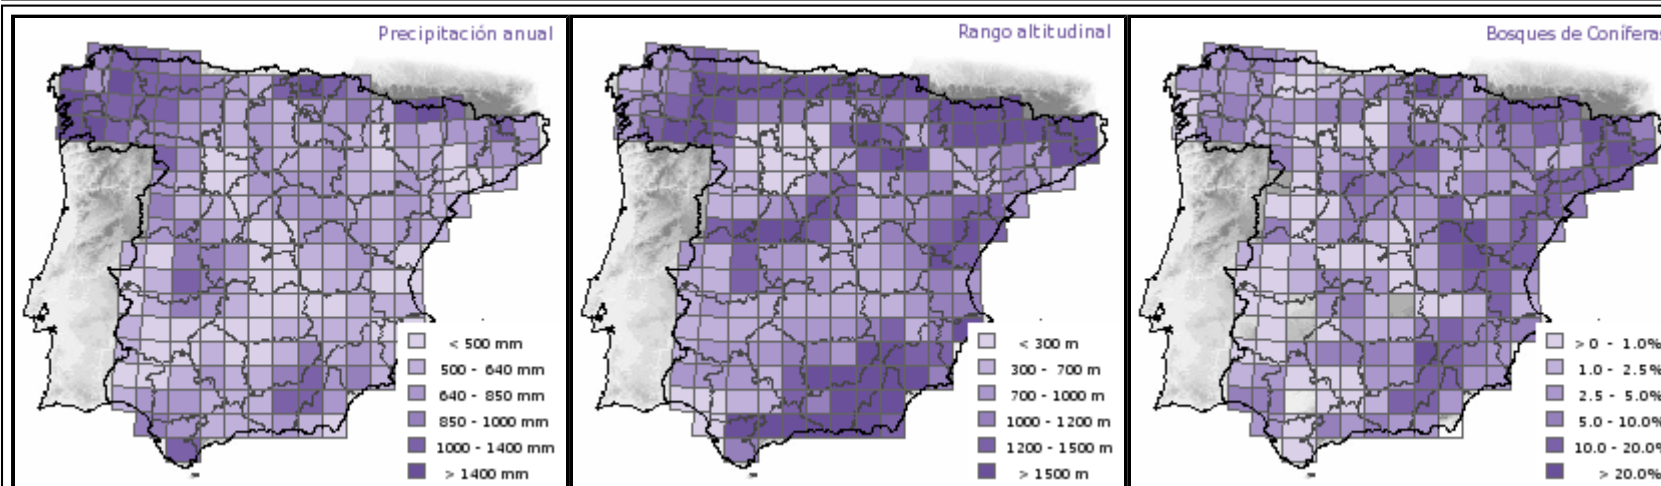 Precipitación anual
< 500 mm
500 - 640 mm
640 - 850 mm
850 - 1000 mm
1000 - 1400 mm
> 1400 mm
Rango altitudinal
< 300 m
300 - 700 m
700 - 1000 m
1000 - 1200 m
1200 - 1500 m
> 1500 m
Bosques de Coníferas
> 0 - 1.0%
1.0 - 2.5%
2.5 - 5.0%
5.0 - 10.0%
10.0 - 20.0%
> 20.0%